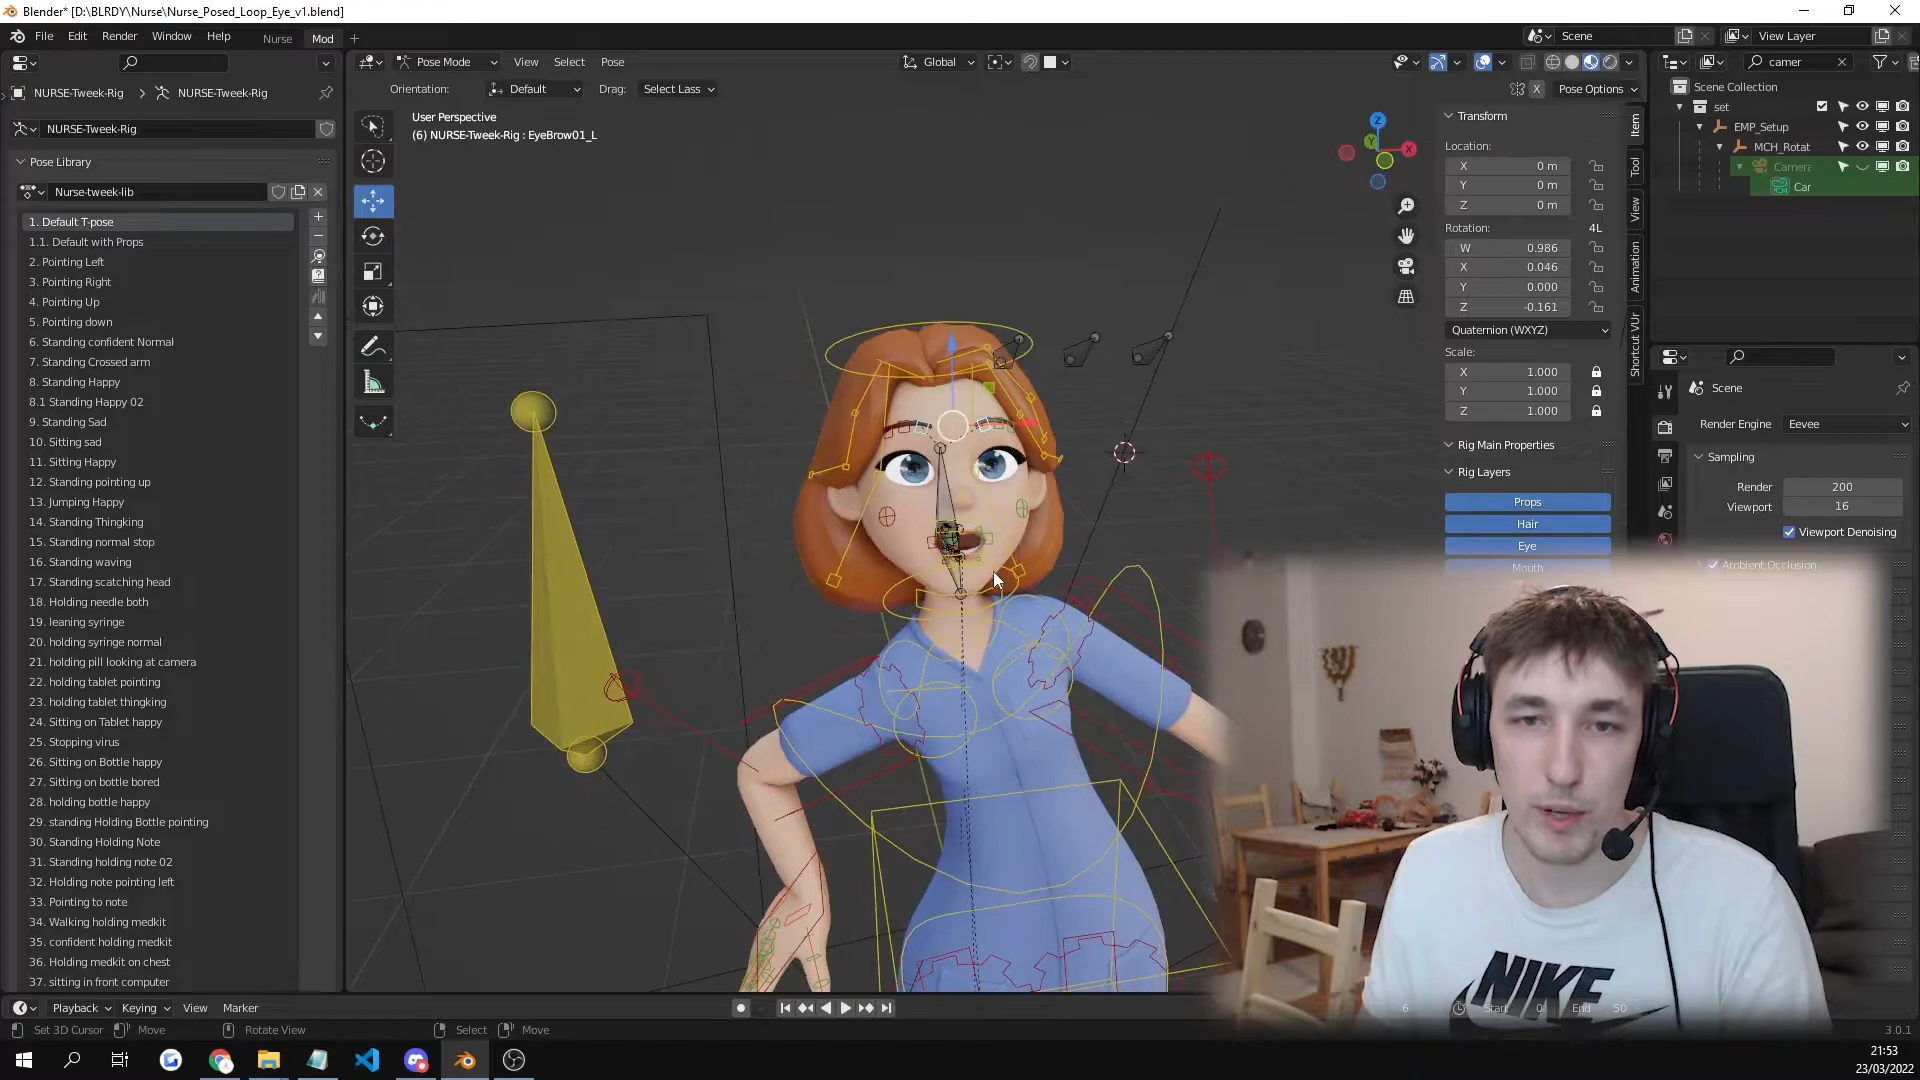 Blender* [D:\BLRDY\Nurse\Nurse_Posed_Loop_Eye_v1.blend]
File Edit Render Window Help Nurse Mod
Scene View Layer
Pose Mode View Select Pose
Global
camer
Orientation: Default Drag: Select Lass
X Pose Options
NURSE-Tweek-Rig NURSE-Tweek-Rig
NURSE-Tweek-Rig
Pose Library
Nurse-tweek-lib
1. Default T-pose
1.1. Default with Props
2. Pointing Left
3. Pointing Right
4. Pointing Up
5. Pointing down
6. Standing confident Normal
7. Standing Crossed arm
8. Standing Happy
8.1 Standing Happy 02
9. Standing Sad
10. Sitting sad
11. Sitting Happy
12. Standing pointing up
13. Jumping Happy
14. Standing Thingking
15. Standing normal stop
16. Standing waving
17. Standing scatching head
18. Holding needle both
19. leaning syringe
20. holding syringe normal
21. holding pill looking at camera
22. holding tablet pointing
23. holding tablet thingking
24. Sitting on Tablet happy
25. Stopping virus
26. Sitting on Bottle happy
27. Sitting on bottle bored
28. holding bottle happy
29. standing Holding Bottle pointing
30. Standing Holding Note
31. Standing holding note 02
32. Holding note pointing left
33. Pointing to note
34. Walking holding medkit
35. confident holding medkit
36. Holding medkit on chest
37. sitting in front computer
User Perspective
(6) NURSE-Tweek-Rig : EyeBrow01_L
Z
Y
X
Transform
Location:
X 0 m
Y 0 m
Z 0 m
Rotation: 4L
W 0.986
X 0.046
Y 0.000
Z -0.161
Quaternion (WXYZ)
Scale:
X 1.000
Y 1.000
Z 1.000
Rig Main Properties
Rig Layers
Props
Hair
Eye
Mouth
Item
Tool
View
Animation
Shortcut VUr
Scene Collection
set
EMP_Setup
MCH_Rotat
Camera
Car
Scene
Render Engine Eevee
Sampling
Render 200
Viewport 16
Viewport Denoising
Ambient Occlusion
NIKE
Playback Keying View Marker
6 Start 0 End 50
Set 3D Cursor Move Rotate View Select Move
3.0.1
21:53
23/03/2022